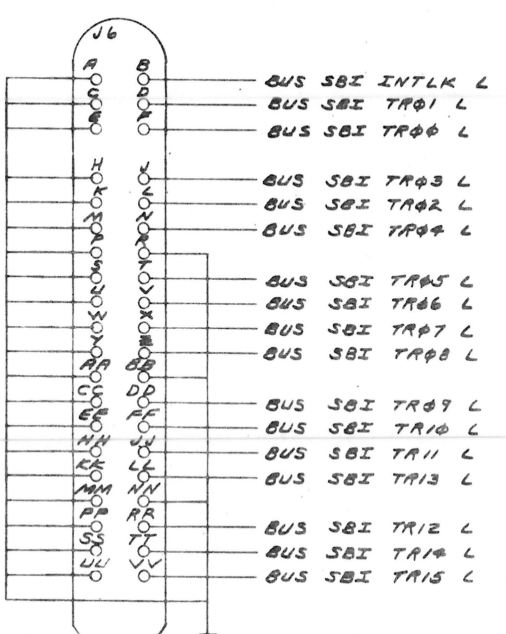 J6
A B BUS SBI INTLK L
C D BUS SBI TRØ1 L
E F BUS SBI TRØØ L
H J BUS SBI TRØ3 L
K L BUS SBI TRØ2 L
M N BUS SBI TRØ4 L
P R
S T BUS SBI TRØ5 L
U V BUS SBI TRØ6 L
W X BUS SBI TRØ7 L
Y Z BUS SBI TRØ8 L
AA BB
CC DD BUS SBI TRØ9 L
EE FF BUS SBI TR1Ø L
HH JJ BUS SBI TR11 L
KK LL BUS SBI TR13 L
MM NN
PP RR BUS SBI TR12 L
SS TT BUS SBI TR14 L
UU VV BUS SBI TR15 L